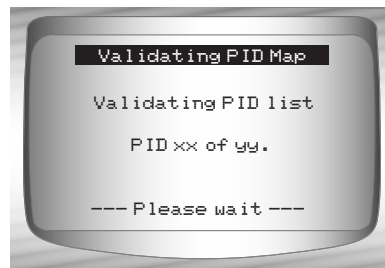 Validating PID Map
Validating PID list
PID xx of yy.
--- Please wait ---